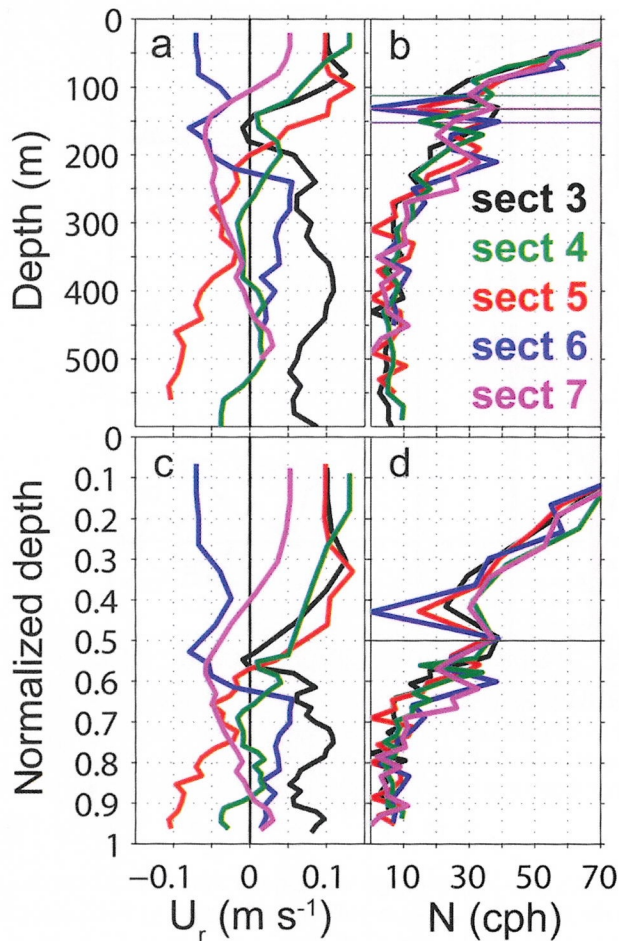 0
a
b
100
200
300
400
500
Depth (m)
sect 3
sect 4
sect 5
sect 6
sect 7
0
c
d
0.1
0.2
0.3
0.4
0.5
0.6
0.7
0.8
0.9
1
Normalized depth
−0.1 0 0.1
10 30 50 70
U_r (m s⁻¹)
N (cph)